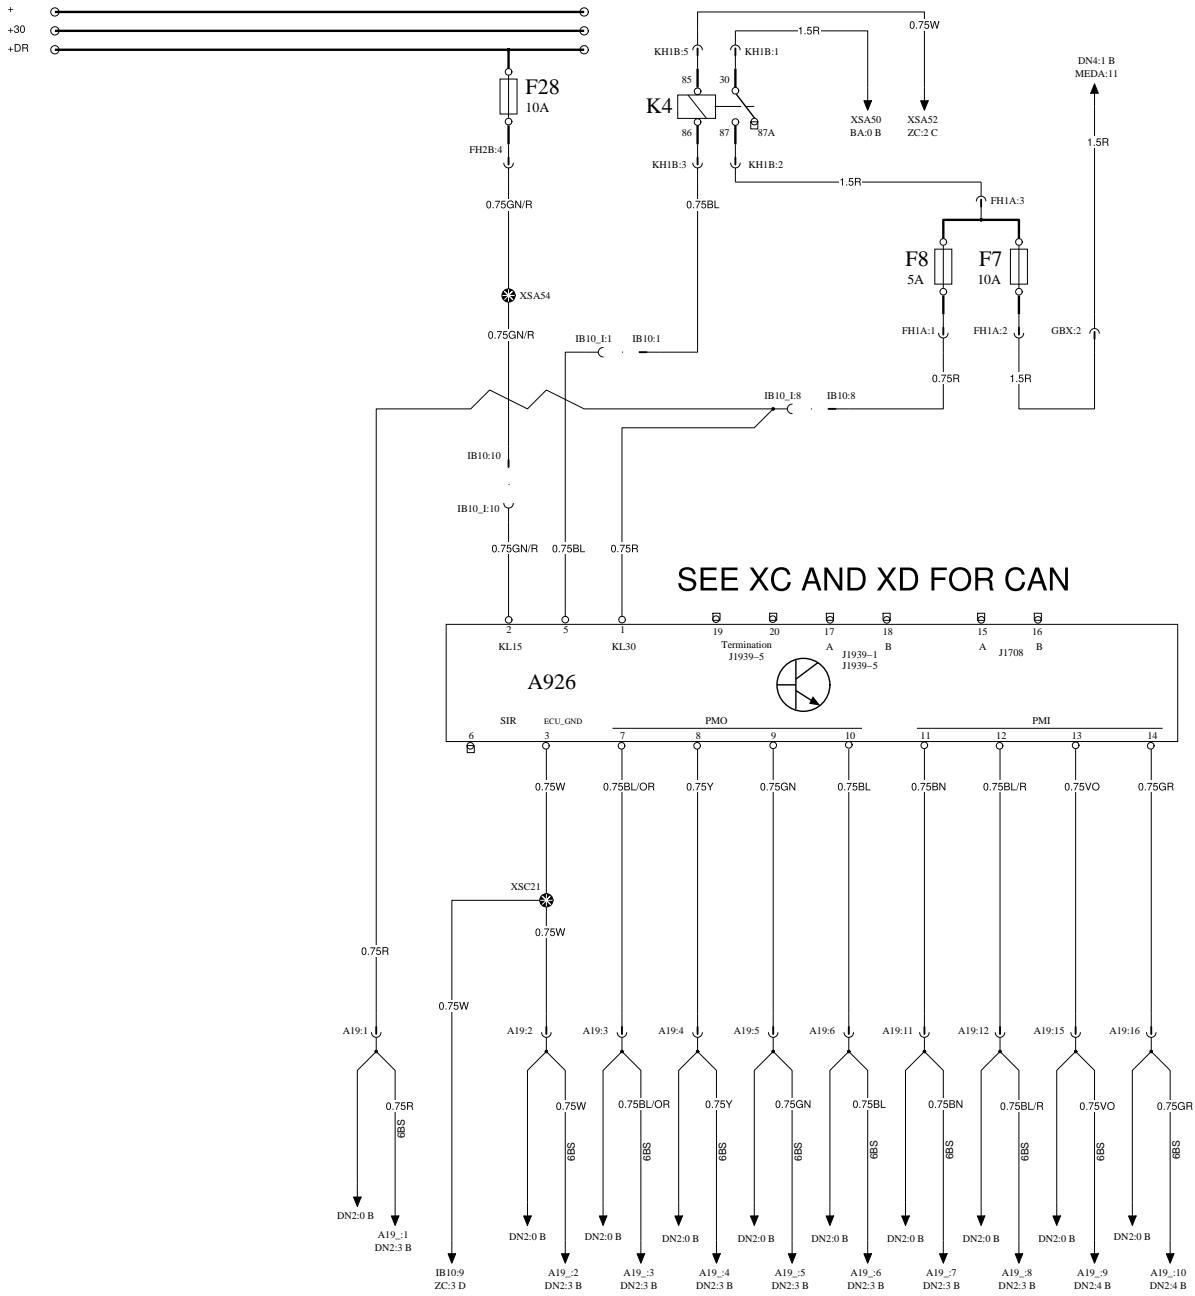 +
+30
+DR
F28
10A
FH2B:4
0.75GN/R
XSA54
0.75GN/R
KH1B:5
KH1B:1
1.5R
0.75W
85
30
K4
86
87
87A
XSA50
BA:0 B
XSA52
ZC:2 C
DN4:1 B
MEDA:11
1.5R
KH1B:3
KH1B:2
1.5R
0.75BL
FH1A:3
F8
5A
F7
10A
FH1A:1
FH1A:2
GBX:2
IB10_I:1
IB10:1
0.75R
1.5R
IB10_I:8
IB10:8
IB10:10
IB10_I:10
0.75GN/R
0.75BL
0.75R
SEE XC AND XD FOR CAN
2
5
1
19
20
17
18
15
16
KL15
KL30
Termination
J1939–5
A
J1939–1
J1939–5
B
A
J1708
B
A926
SIR
ECU_GND
PMO
PMI
6
3
7
8
9
10
11
12
13
14
0.75W
0.75BL/OR
0.75Y
0.75GN
0.75BL
0.75BN
0.75BL/R
0.75VO
0.75GR
XSC21
0.75W
0.75R
0.75W
A19:1
A19:2
A19:3
A19:4
A19:5
A19:6
A19:11
A19:12
A19:15
A19:16
0.75R
0.75W
0.75BL/OR
0.75Y
0.75GN
0.75BL
0.75BN
0.75BL/R
0.75VO
0.75GR
6BS
6BS
6BS
6BS
6BS
6BS
6BS
6BS
6BS
6BS
DN2:0 B
A19_:1
DN2:3 B
DN2:0 B
DN2:0 B
DN2:0 B
DN2:0 B
DN2:0 B
DN2:0 B
DN2:0 B
DN2:0 B
DN2:0 B
IB10:9
ZC:3 D
A19_:2
DN2:3 B
A19_:3
DN2:3 B
A19_:4
DN2:3 B
A19_:5
DN2:3 B
A19_:6
DN2:3 B
A19_:7
DN2:3 B
A19_:8
DN2:3 B
A19_:9
DN2:4 B
A19_:10
DN2:4 B